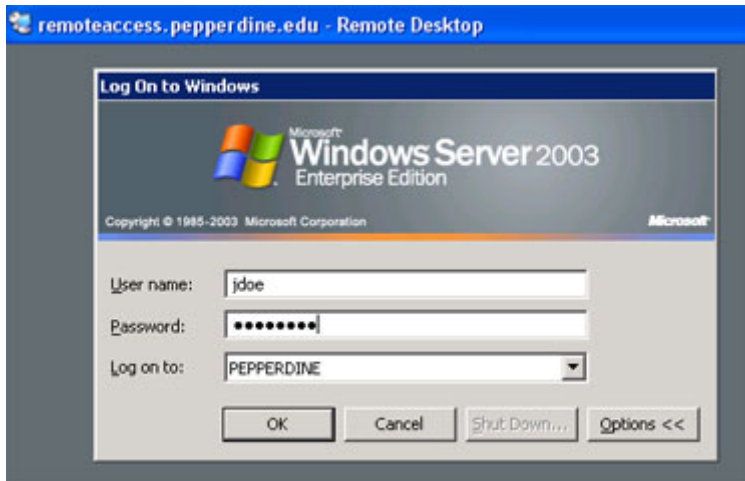 remoteaccess.pepperdine.edu - Remote Desktop
Log On to Windows
Microsoft
Windows Server 2003
Enterprise Edition
Copyright © 1985-2003 Microsoft Corporation Microsoft
User name: jdoe
Password: ●●●●●●●●
Log on to: PEPPERDINE
OK Cancel Shut Down... Options <<